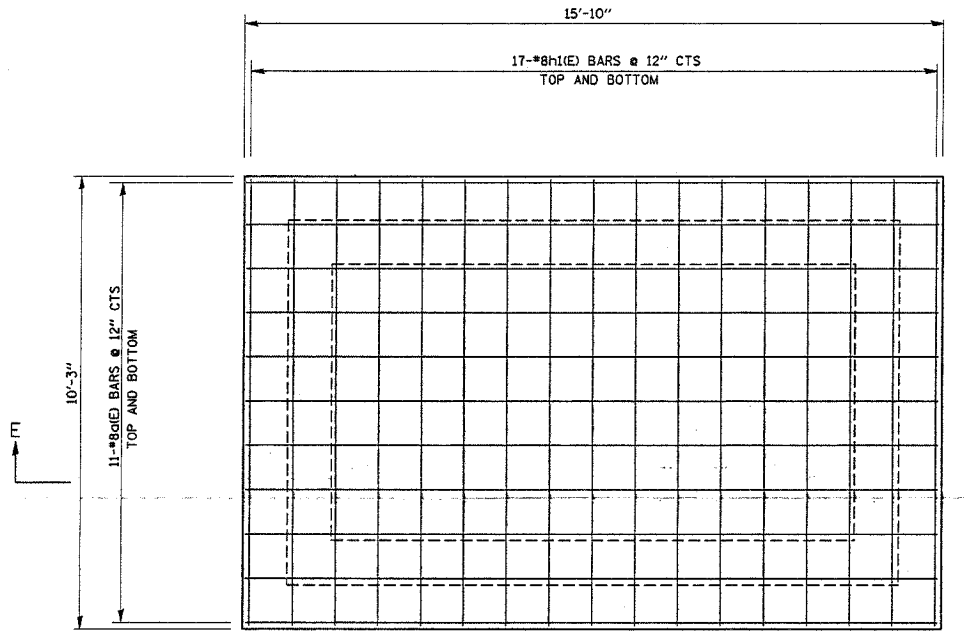 15'-10"
17-#8h1(E) BARS @ 12" CTS
TOP AND BOTTOM
10'-3"
11-#8a(E) BARS @ 12" CTS
TOP AND BOTTOM
E